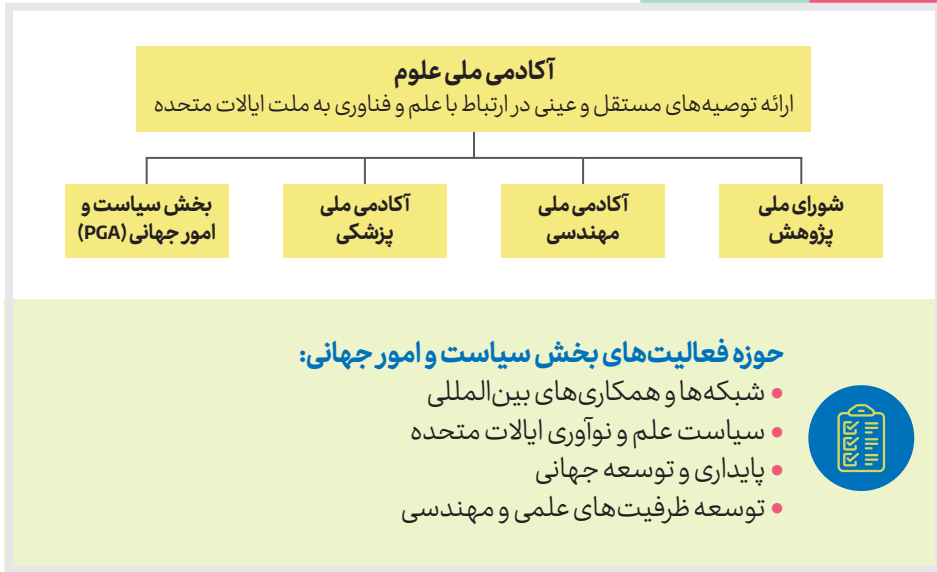 آکادمی ملی علوم
ارائه توصیه‌های مستقل و عینی در ارتباط با علم و فناوری به ملت ایالات متحده
شورای ملی
پژوهش
آکادمی ملی
مهندسی
آکادمی ملی
پزشکی
بخش سیاست و
امور جهانی (PGA)
حوزه فعالیت‌های بخش سیاست و امور جهانی:
• شبکه‌ها و همکاری‌های بین‌المللی
• سیاست علم و نوآوری ایالات متحده
• پایداری و توسعه جهانی
• توسعه ظرفیت‌های علمی و مهندسی